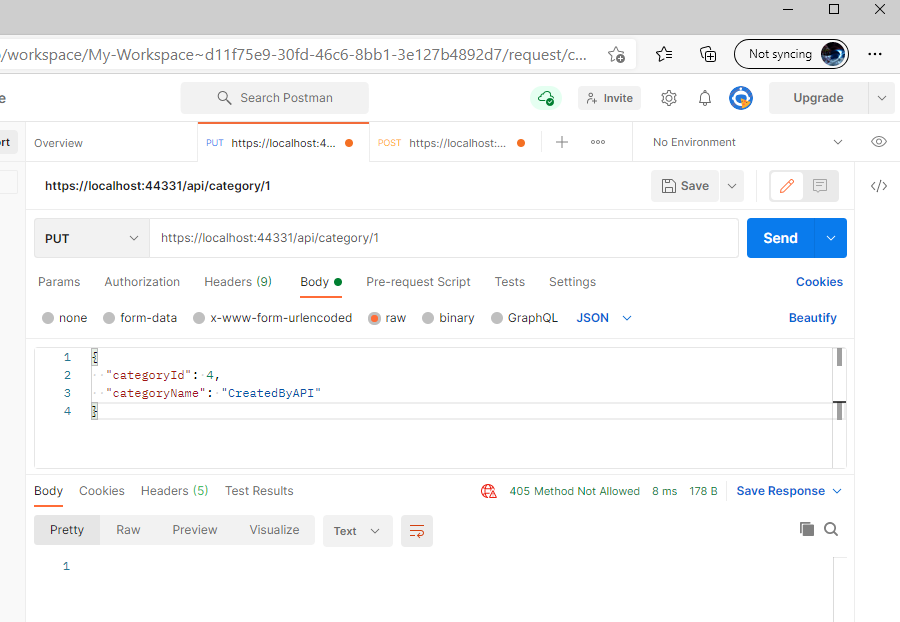 /workspace/My-Workspace~d11f75e9-30fd-46c6-8bb1-3e127b4892d7/request/c... Not syncing
e Search Postman Invite Upgrade
rt Overview PUT https://localhost:4... POST https://localhost:... No Environment
https://localhost:44331/api/category/1 Save
PUT https://localhost:44331/api/category/1 Send
Params Authorization Headers (9) Body Pre-request Script Tests Settings Cookies
none form-data x-www-form-urlencoded raw binary GraphQL JSON Beautify
1 {
2 "categoryId": 4,
3 "categoryName": "CreatedByAPI"
4 }
Body Cookies Headers (5) Test Results 405 Method Not Allowed 8 ms 178 B Save Response
Pretty Raw Preview Visualize Text
1